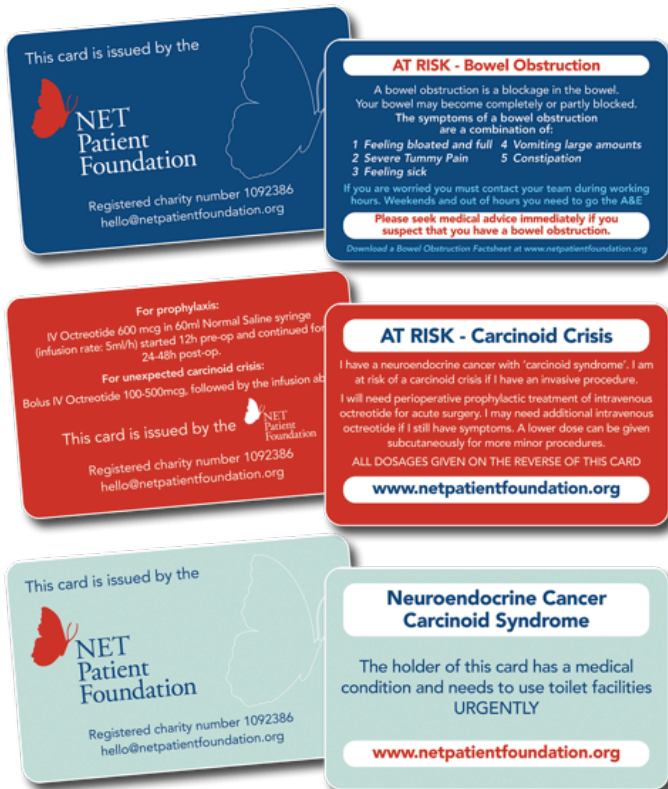 This card is issued by the
NET
Patient
Foundation
Registered charity number 1092386
hello@netpatientfoundation.org
AT RISK - Bowel Obstruction
A bowel obstruction is a blockage in the bowel.
Your bowel may become completely or partly blocked.
The symptoms of a bowel obstruction
are a combination of:
1 Feeling bloated and full 4 Vomiting large amounts
2 Severe Tummy Pain 5 Constipation
3 Feeling sick
If you are worried you must contact your team during working
hours. Weekends and out of hours you need to go the A&E
Please seek medical advice immediately if you
suspect that you have a bowel obstruction.
Download a Bowel Obstruction Factsheet at www.netpatientfoundation.org
For prophylaxis:
IV Octreotide 600 mcg in 60ml Normal Saline syringe
(infusion rate: 5ml/h) started 12h pre-op and continued for
24-48h post-op.
For unexpected carcinoid crisis:
Bolus IV Octreotide 100-500mcg, followed by the infusion ab
This card is issued by the
NET
Patient
Foundation
Registered charity number 1092386
hello@netpatientfoundation.org
AT RISK - Carcinoid Crisis
I have a neuroendocrine cancer with 'carcinoid syndrome'. I am
at risk of a carcinoid crisis if I have an invasive procedure.
I will need perioperative prophylactic treatment of intravenous
octreotide for acute surgery. I may need additional intravenous
octreotide if I still have symptoms. A lower dose can be given
subcutaneously for more minor procedures.
ALL DOSAGES GIVEN ON THE REVERSE OF THIS CARD
www.netpatientfoundation.org
This card is issued by the
NET
Patient
Foundation
Registered charity number 1092386
hello@netpatientfoundation.org
Neuroendocrine Cancer
Carcinoid Syndrome
The holder of this card has a medical
condition and needs to use toilet facilities
URGENTLY
www.netpatientfoundation.org